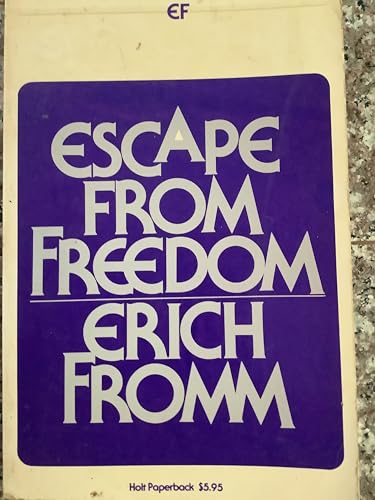 EF
ESCAPE
FROM
FREEDOM
ERICH
FROMM
Holt Paperback $5.95